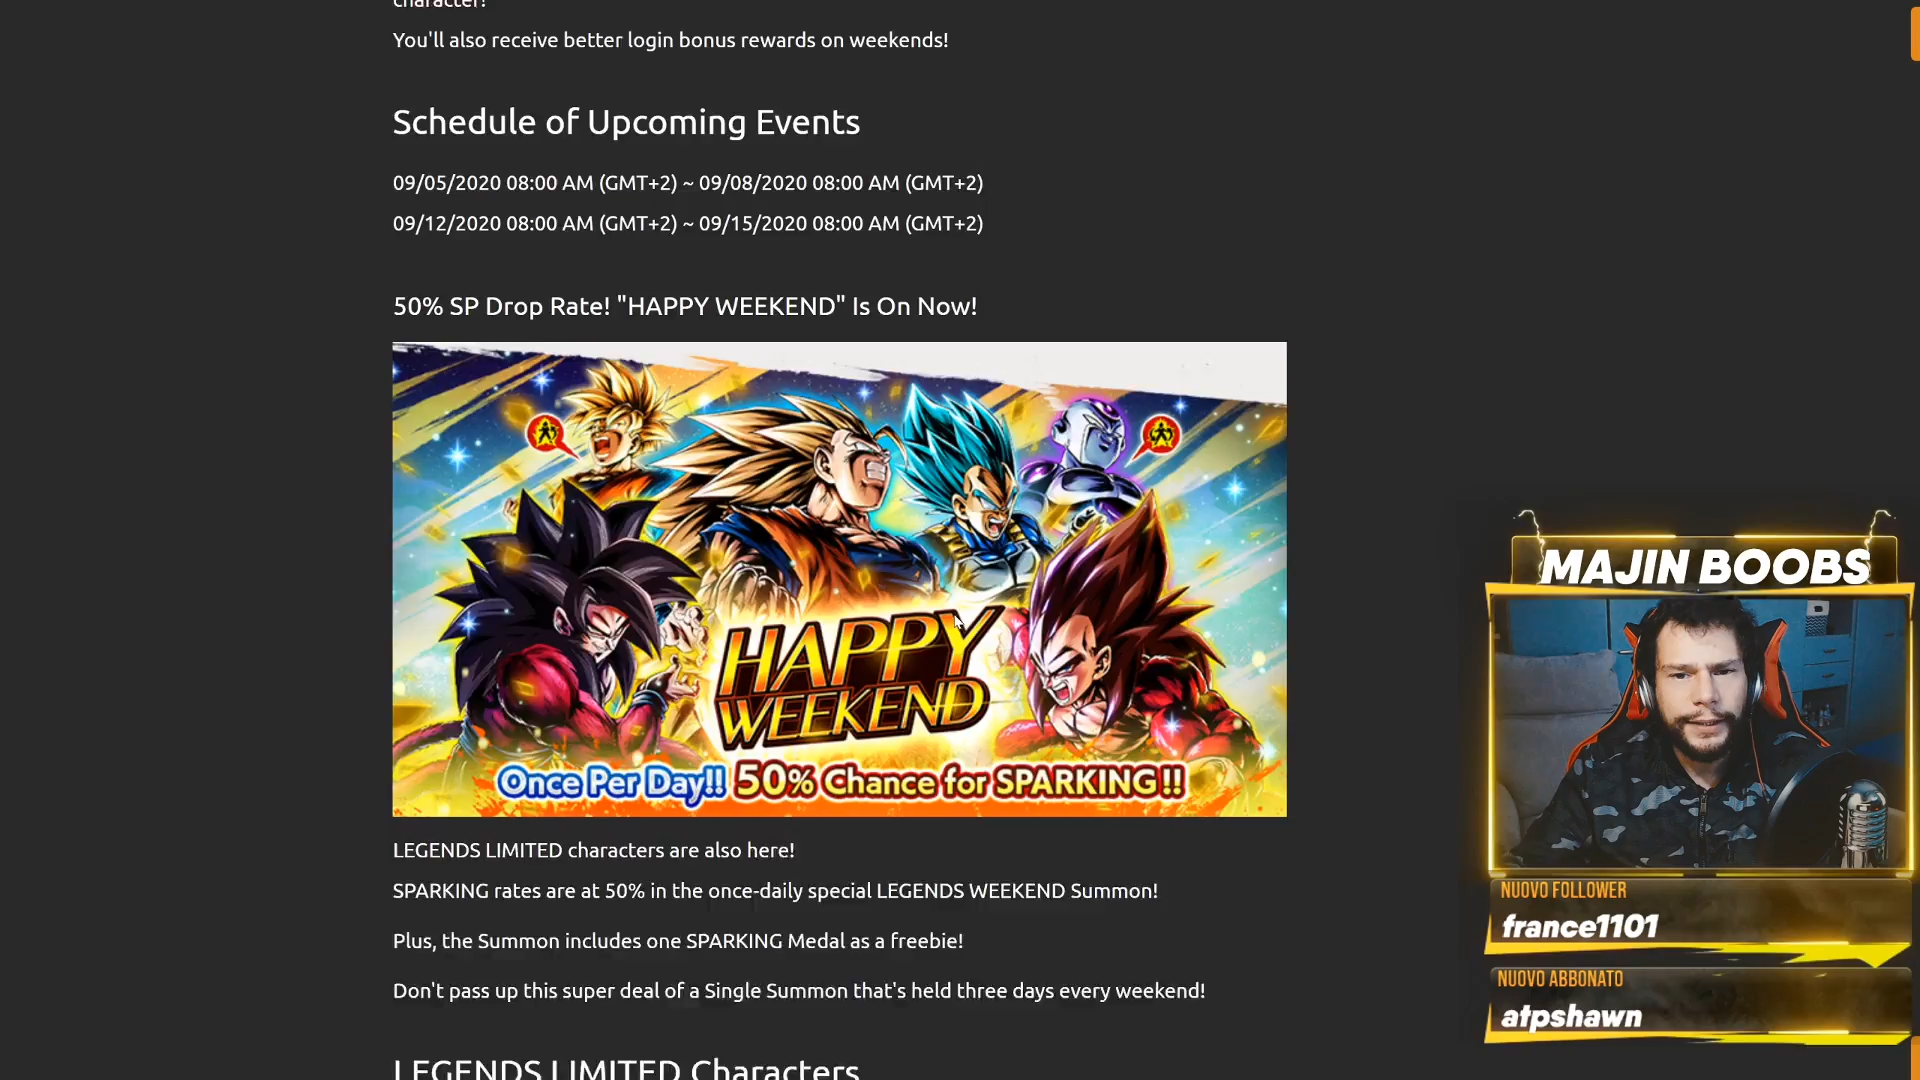 character!
You'll also receive better login bonus rewards on weekends!
Schedule of Upcoming Events
09/05/2020 08:00 AM (GMT+2) ~ 09/08/2020 08:00 AM (GMT+2)
09/12/2020 08:00 AM (GMT+2) ~ 09/15/2020 08:00 AM (GMT+2)
50% SP Drop Rate! "HAPPY WEEKEND" Is On Now!
HAPPY
WEEKEND
Once Per Day!! 50% Chance for SPARKING!!
LEGENDS LIMITED characters are also here!
SPARKING rates are at 50% in the once-daily special LEGENDS WEEKEND Summon!
Plus, the Summon includes one SPARKING Medal as a freebie!
Don't pass up this super deal of a Single Summon that's held three days every weekend!
LEGENDS LIMITED Characters
MAJIN BOOBS
NUOVO FOLLOWER
france1101
NUOVO ABBONATO
atpshawn